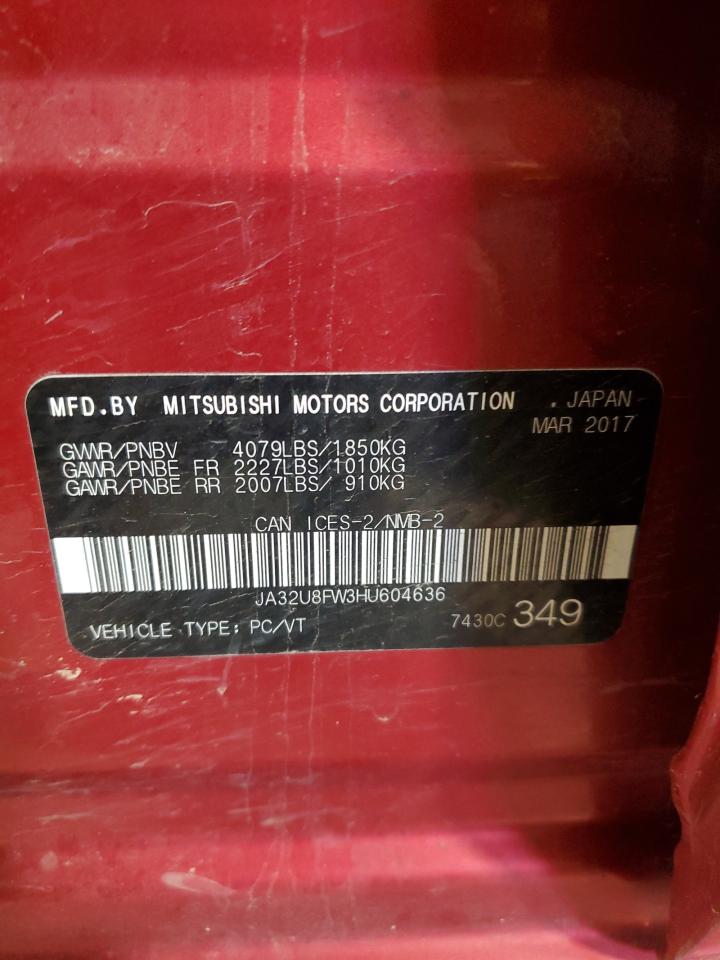 MFD.BY MITSUBISHI MOTORS CORPORATION . JAPAN
MAR 2017
GVWR/PNBV 4079LBS/1850KG
GAWR/PNBE FR 2227LBS/1010KG
GAWR/PNBE RR 2007LBS/ 910KG
CAN ICES-2/NMB-2
JA32U8FW3HU604636
VEHICLE TYPE: PC/VT 7430C 349